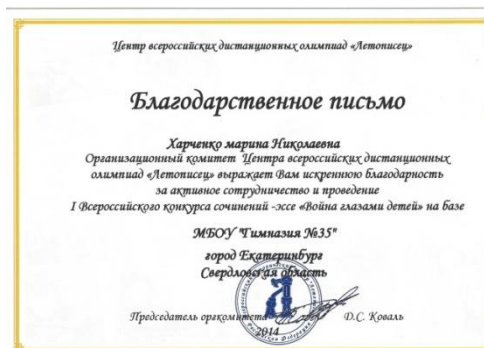 Центр всероссийских дистанционных олимпиад «Летописец»
Благодарственное письмо
Харченко марина Николаевна
Организационный комитет Центра всероссийских дистанционных
олимпиад «Летописец» выражает Вам искреннюю благодарность
за активное сотрудничество и проведение
I Всероссийского конкурса сочинений -эссе «Война глазами детей» на базе
МБОУ "Гимназия №35"
город Екатеринбург
Свердловская область
Председатель оргкомитета Д.С. Коваль
2014